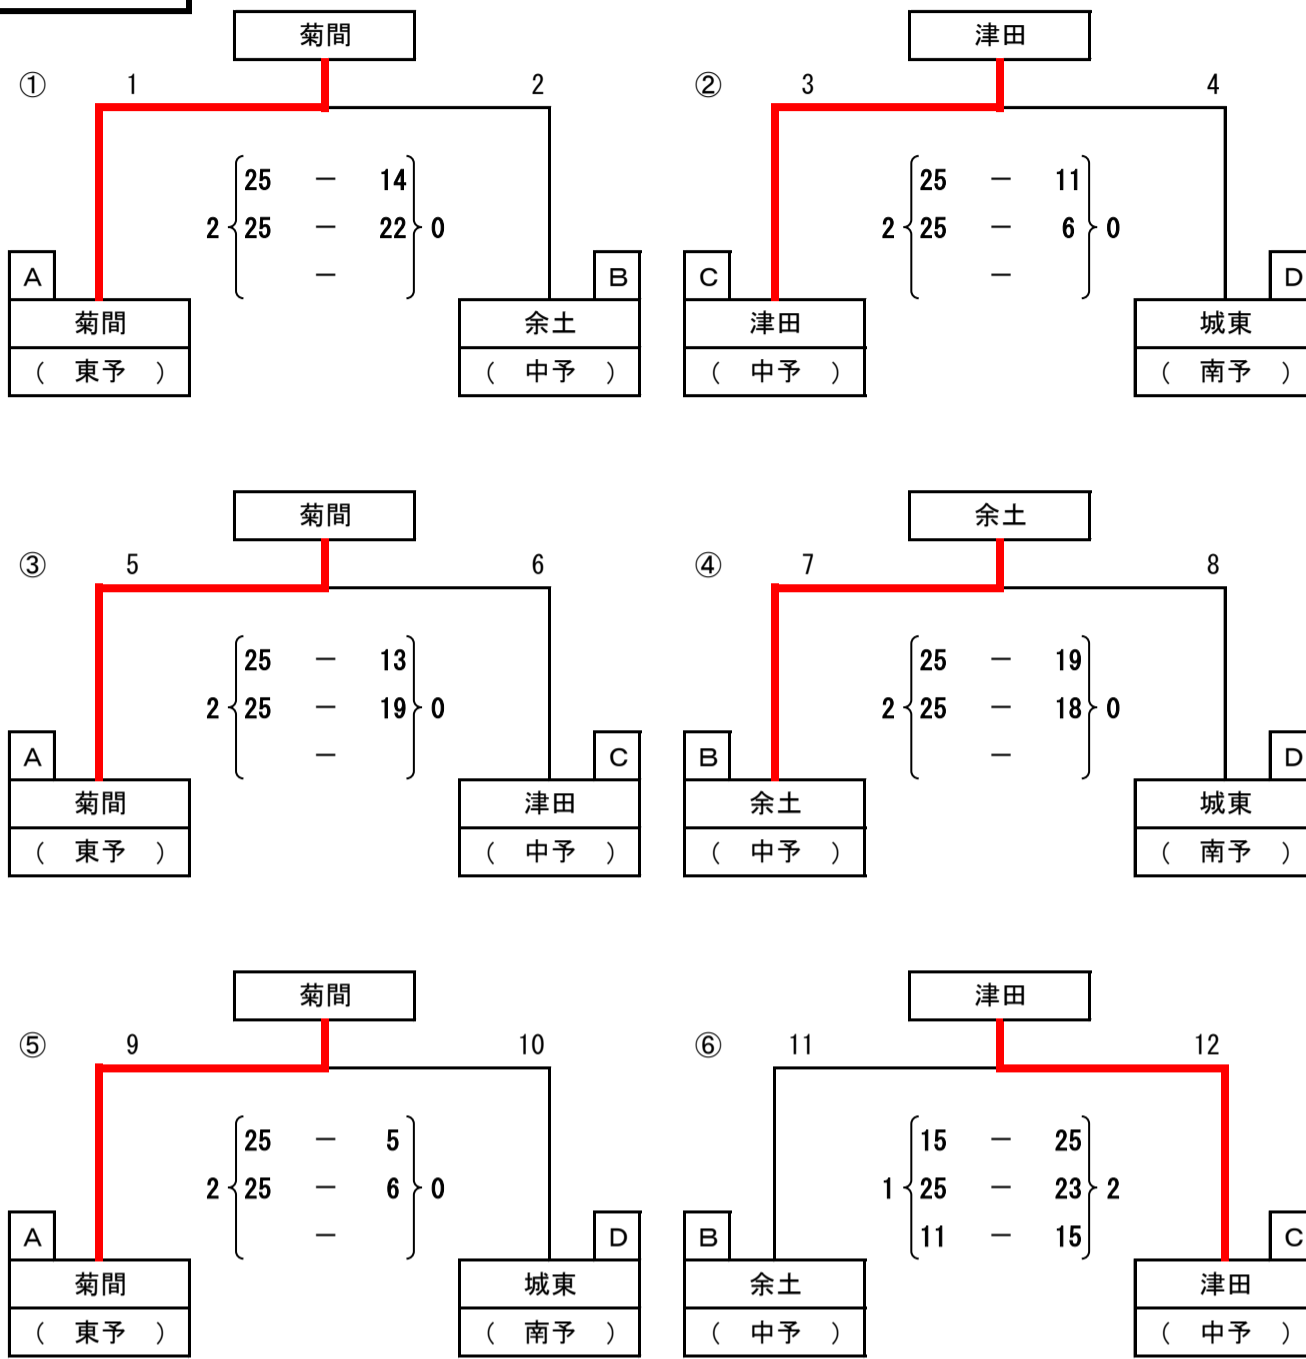 菊間
① 1 2
25 － 14
2 25 － 22 0
－
A B
菊間 余土
（ 東予 ） （ 中予 ）
津田
② 3 4
25 － 11
2 25 － 6 0
－
C D
津田 城東
（ 中予 ） （ 南予 ）
菊間
③ 5 6
25 － 13
2 25 － 19 0
－
A C
菊間 津田
（ 東予 ） （ 中予 ）
余土
④ 7 8
25 － 19
2 25 － 18 0
－
B D
余土 城東
（ 中予 ） （ 南予 ）
菊間
⑤ 9 10
25 － 5
2 25 － 6 0
－
A D
菊間 城東
（ 東予 ） （ 南予 ）
津田
⑥ 11 12
15 － 25
1 25 － 23 2
11 － 15
B C
余土 津田
（ 中予 ） （ 中予 ）